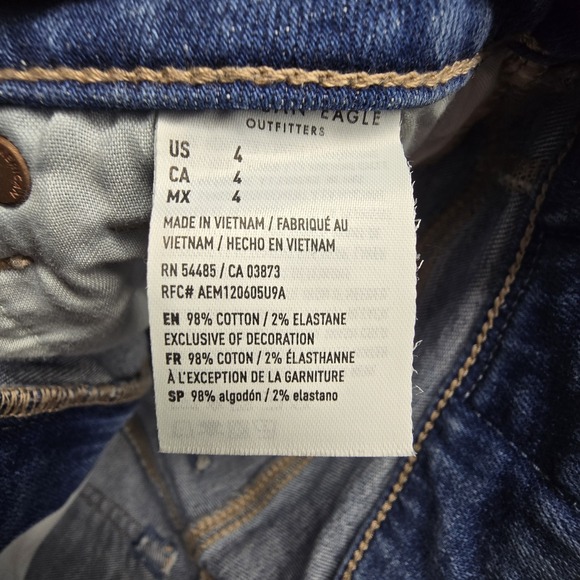 EAGLE
OUTFITTERS
US 4
CA 4
MX 4
MADE IN VIETNAM / FABRIQUÉ AU
VIETNAM / HECHO EN VIETNAM
RN 54485 / CA 03873
RFC# AEM120605U9A
EN 98% COTTON / 2% ELASTANE
EXCLUSIVE OF DECORATION
FR 98% COTON / 2% ÉLASTHANNE
À L'EXCEPTION DE LA GARNITURE
SP 98% algodón / 2% elastano